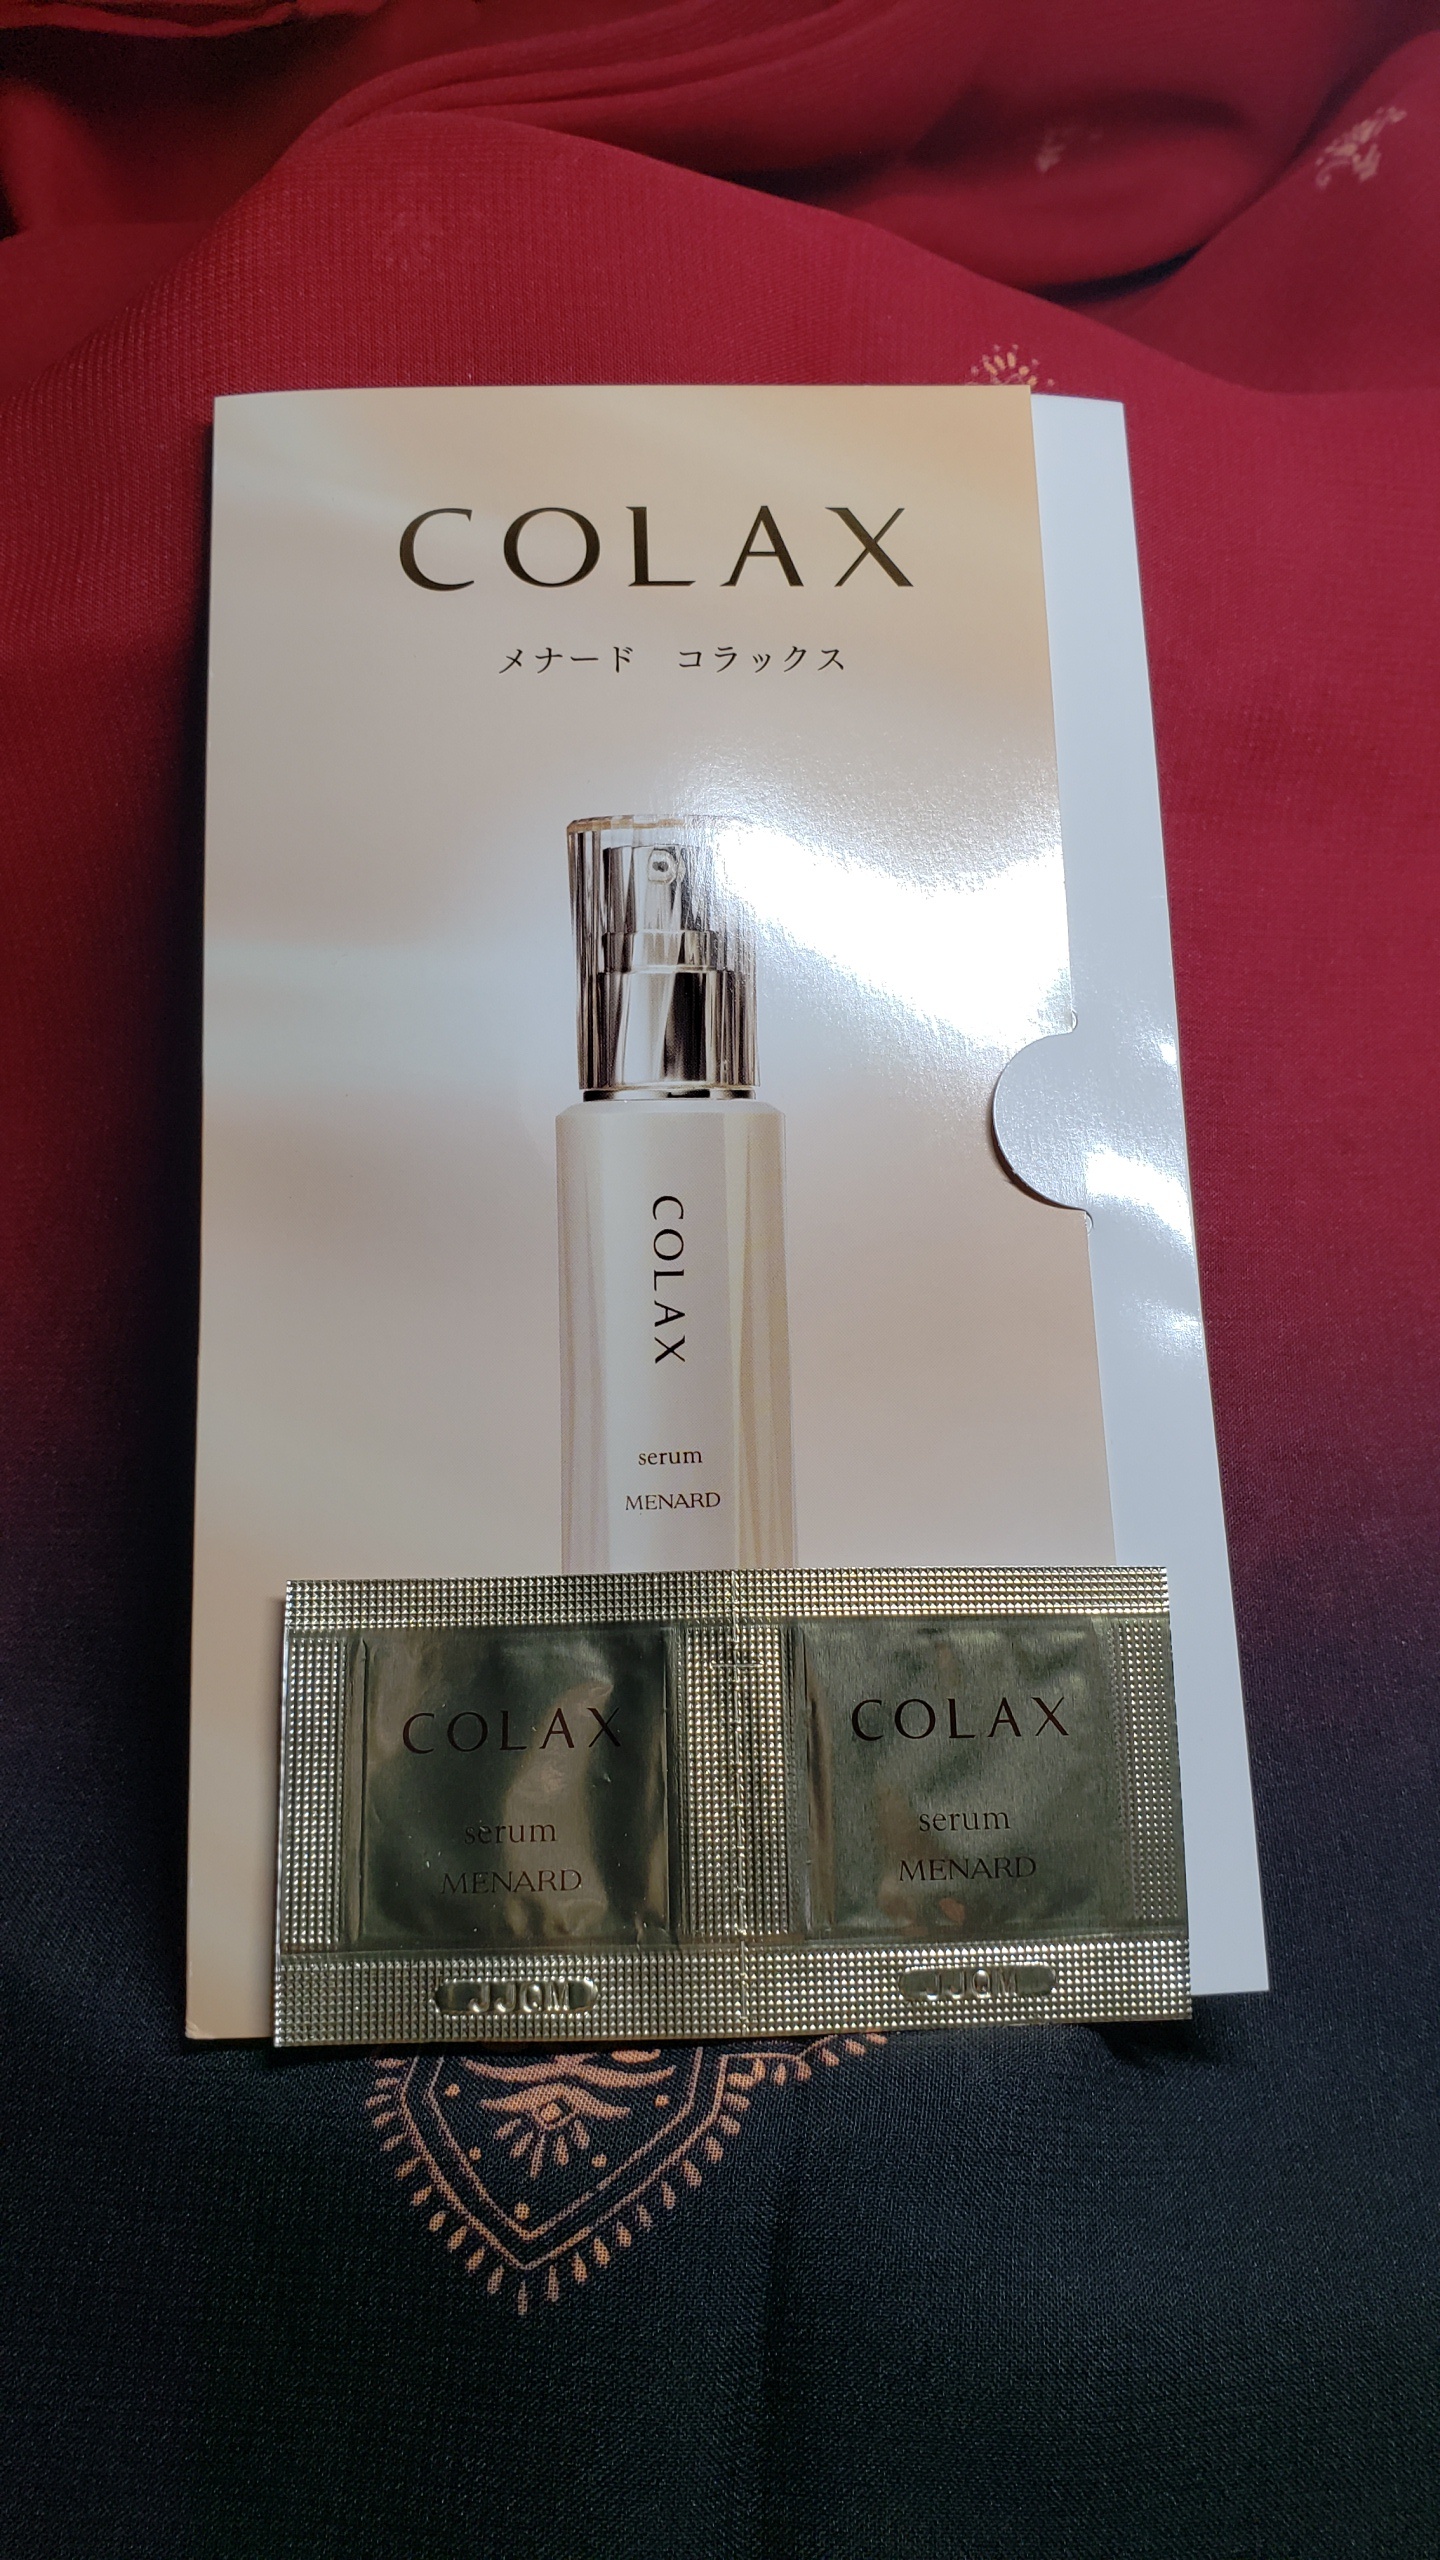 COLAX
メナード　コラックス
COLAX
serum
MENARD
COLAX
serum
MENARD
JJQM
COLAX
serum
MENARD
JJQM